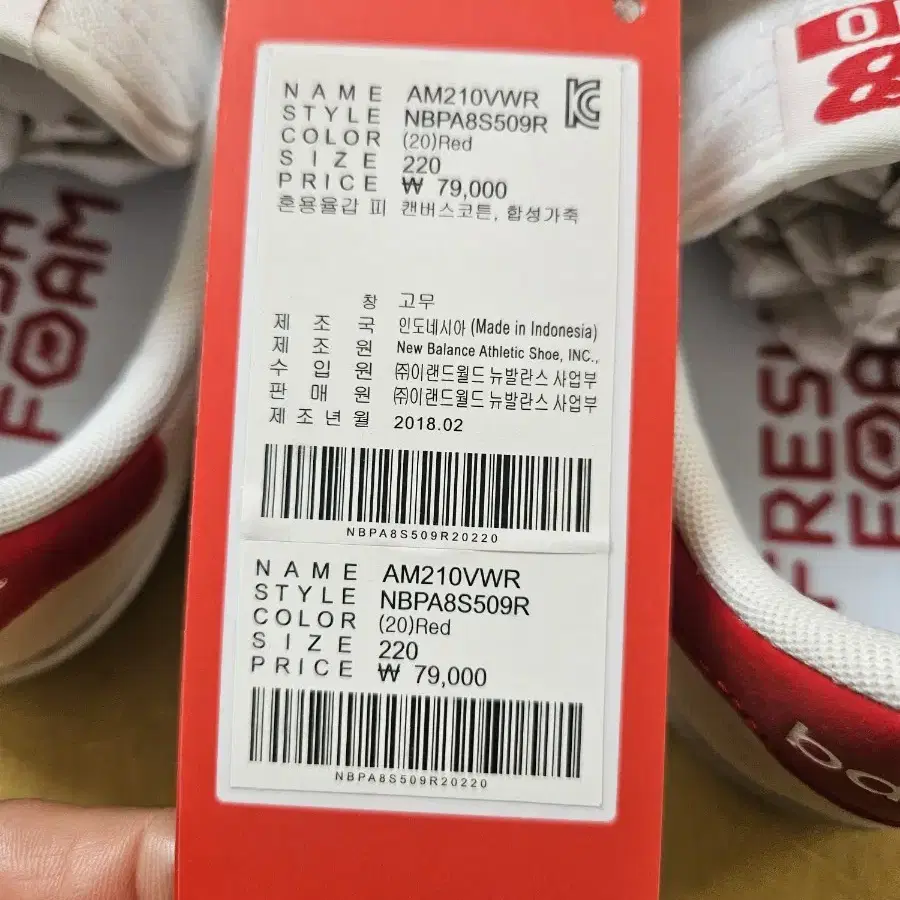 NAME AM210VWR
STYLE NBPA8S509R
COLOR (20)Red
SIZE 220
PRICE ₩ 79,000
혼용율갑 피 캔버스코튼, 합성가죽
창 고무
제조국 인도네시아 (Made in Indonesia)
제조원 New Balance Athletic Shoe, INC.,
수입원 ㈜이랜드월드 뉴발란스 사업부
판매원 ㈜이랜드월드 뉴발란스 사업부
제조년월 2018.02
NBPA8S509R20220
NAME AM210VWR
STYLE NBPA8S509R
COLOR (20)Red
SIZE 220
PRICE ₩ 79,000
NBPA8S509R20220
FOAM
FRESH
FOAM